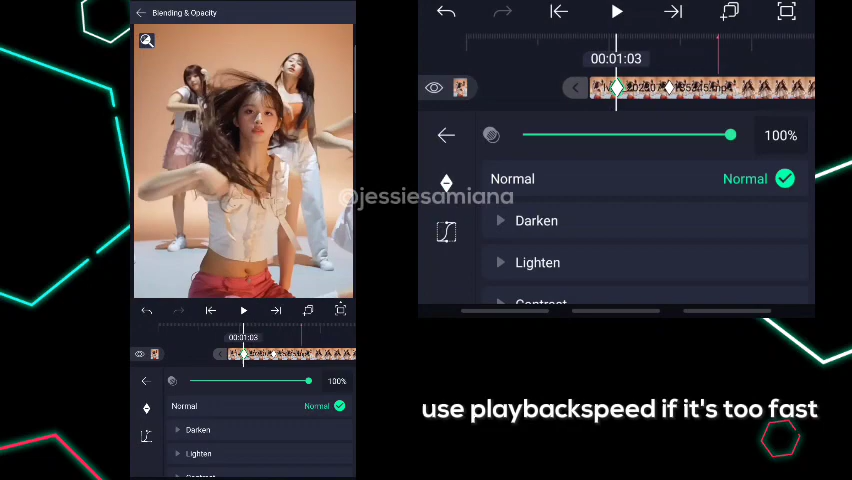 Blending & Opacity
00:01:03
100%
Normal Normal
Darken
Lighten
00:01:03
100%
Normal Normal
Darken
Lighten
@jessiesamiana
use playbackspeed if it's too fast